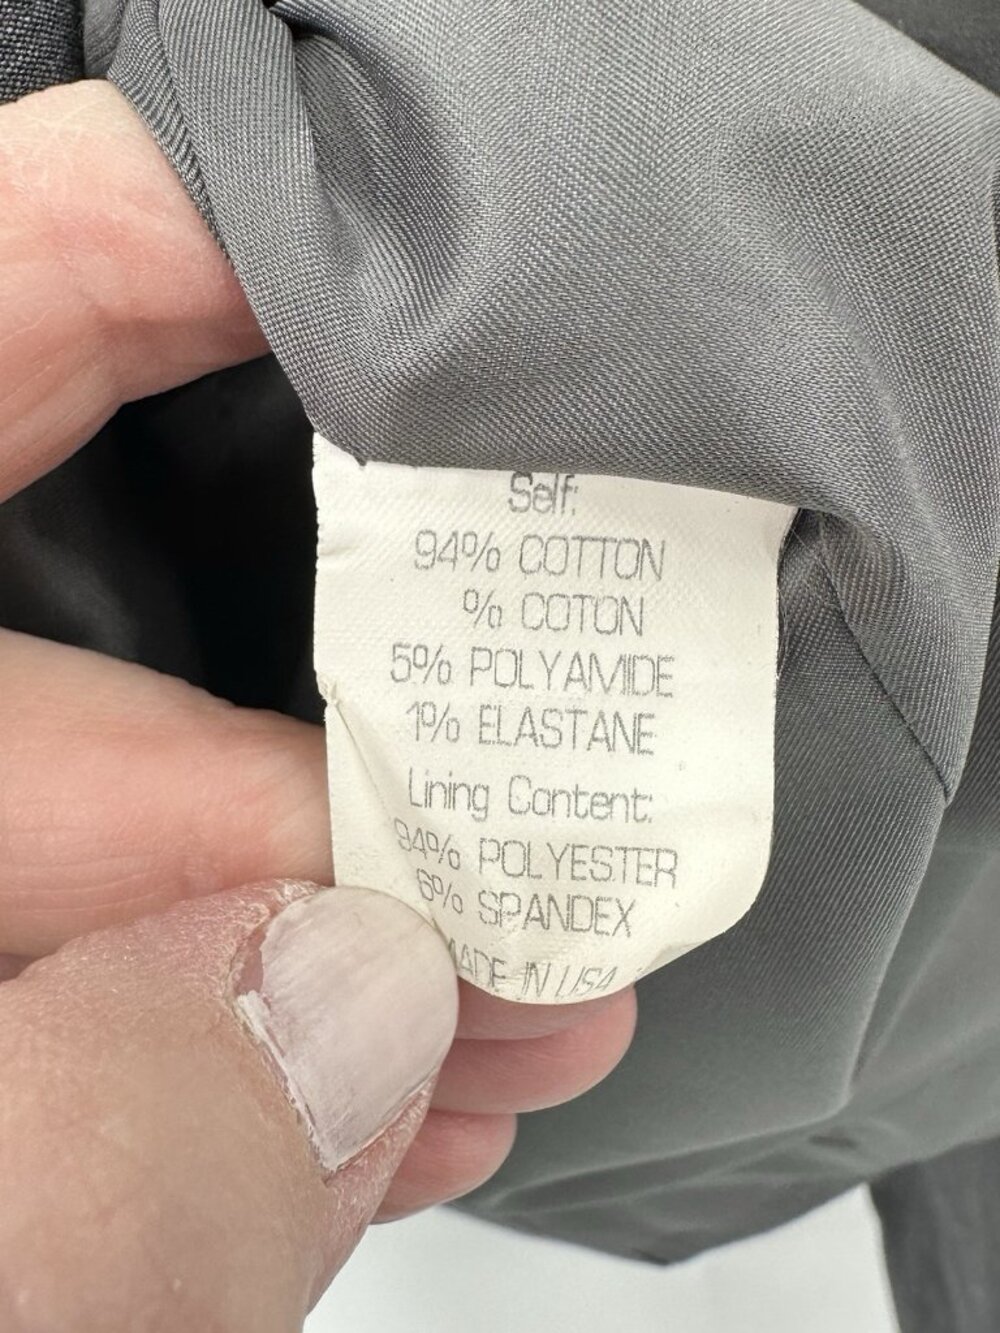 Self:
94% COTTON
% COTON
5% POLYAMIDE
1% ELASTANE
Lining Content:
94% POLYESTER
6% SPANDEX
MADE IN USA